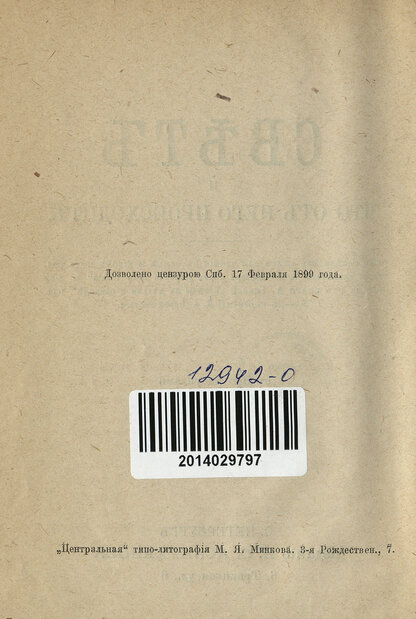 Дозволено цензурою Спб. 17 Февраля 1899 года.
12942-0
2014029797
„Центральная“ типо-литографія М. Я. Минкова. 3-я Рождествен., 7.